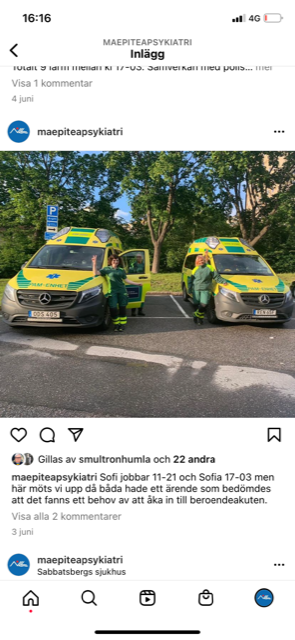 16:16
4G
MAEPITEAPSYKIATRI
Inlägg
Totalt 9 larm mellan kl 17-03. Samverkan med polis... mer
Visa 1 kommentar
4 juni
maepiteapsykiatri
P
Gillas av smultronhumla och 22 andra
maepiteapsykiatri Sofi jobbar 11-21 och Sofia 17-03 men
här möts vi upp då båda hade ett ärende som bedömdes
att det fanns ett behov av att åka in till beroendeakuten.
Visa alla 2 kommentarer
3 juni
maepiteapsykiatri
Sabbatsbergs sjukhus